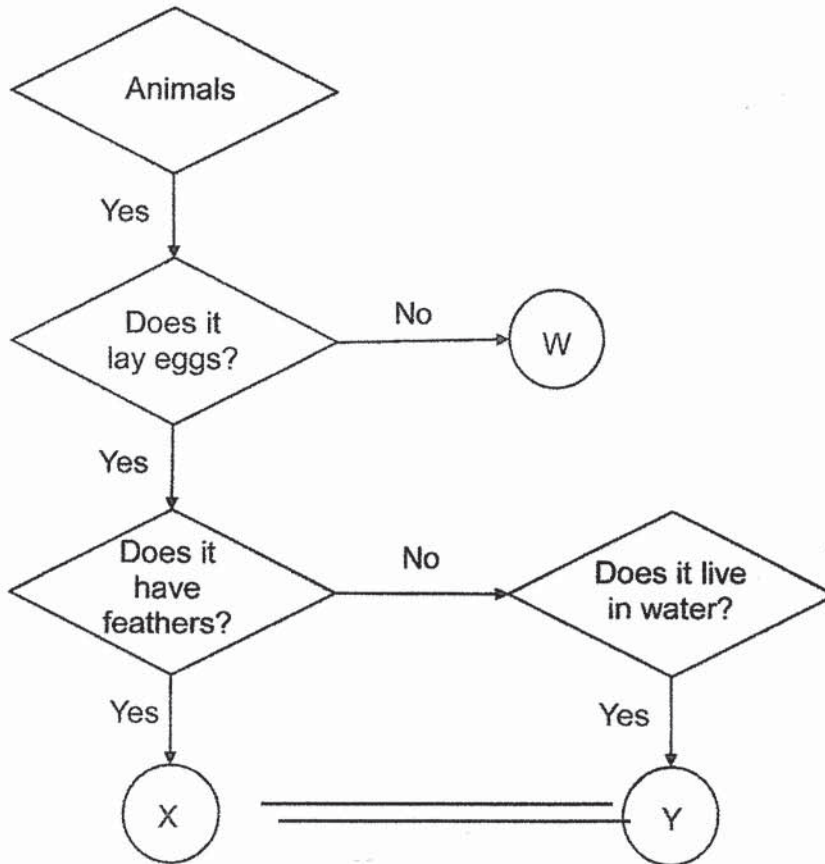 Animals
Yes
Does it
lay eggs?
No
W
Yes
Does it
have
feathers?
No
Does it live
in water?
Yes
X
Yes
Y